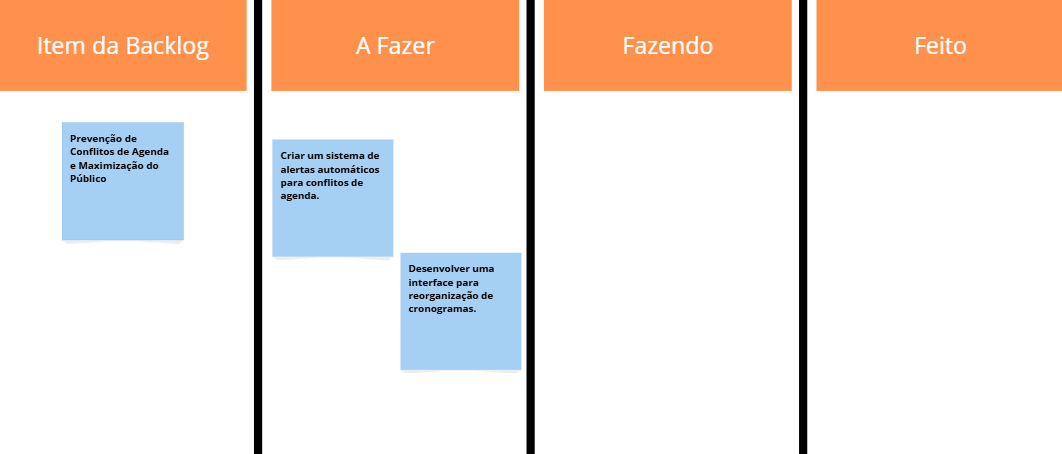 Item da Backlog
A Fazer
Fazendo
Feito
Prevenção de
Conflitos de Agenda
e Maximização do
Público
Criar um sistema de
alertas automáticos
para conflitos de
agenda.
Desenvolver uma
interface para
reorganização de
cronogramas.